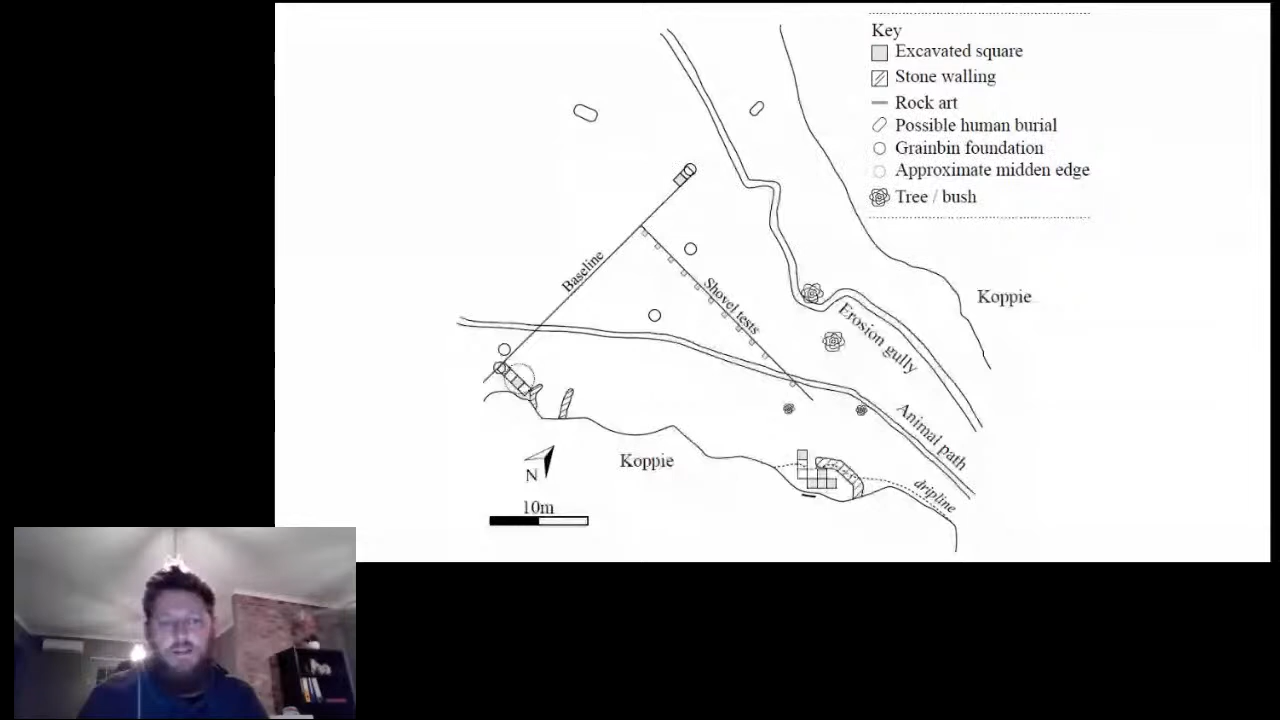 Key
Excavated square
Stone walling
Rock art
Possible human burial
Grainbin foundation
Approximate midden edge
Tree / bush
Baseline
Shovel tests
Koppie
Erosion gully
Animal path
Koppie
dripline
N
10m